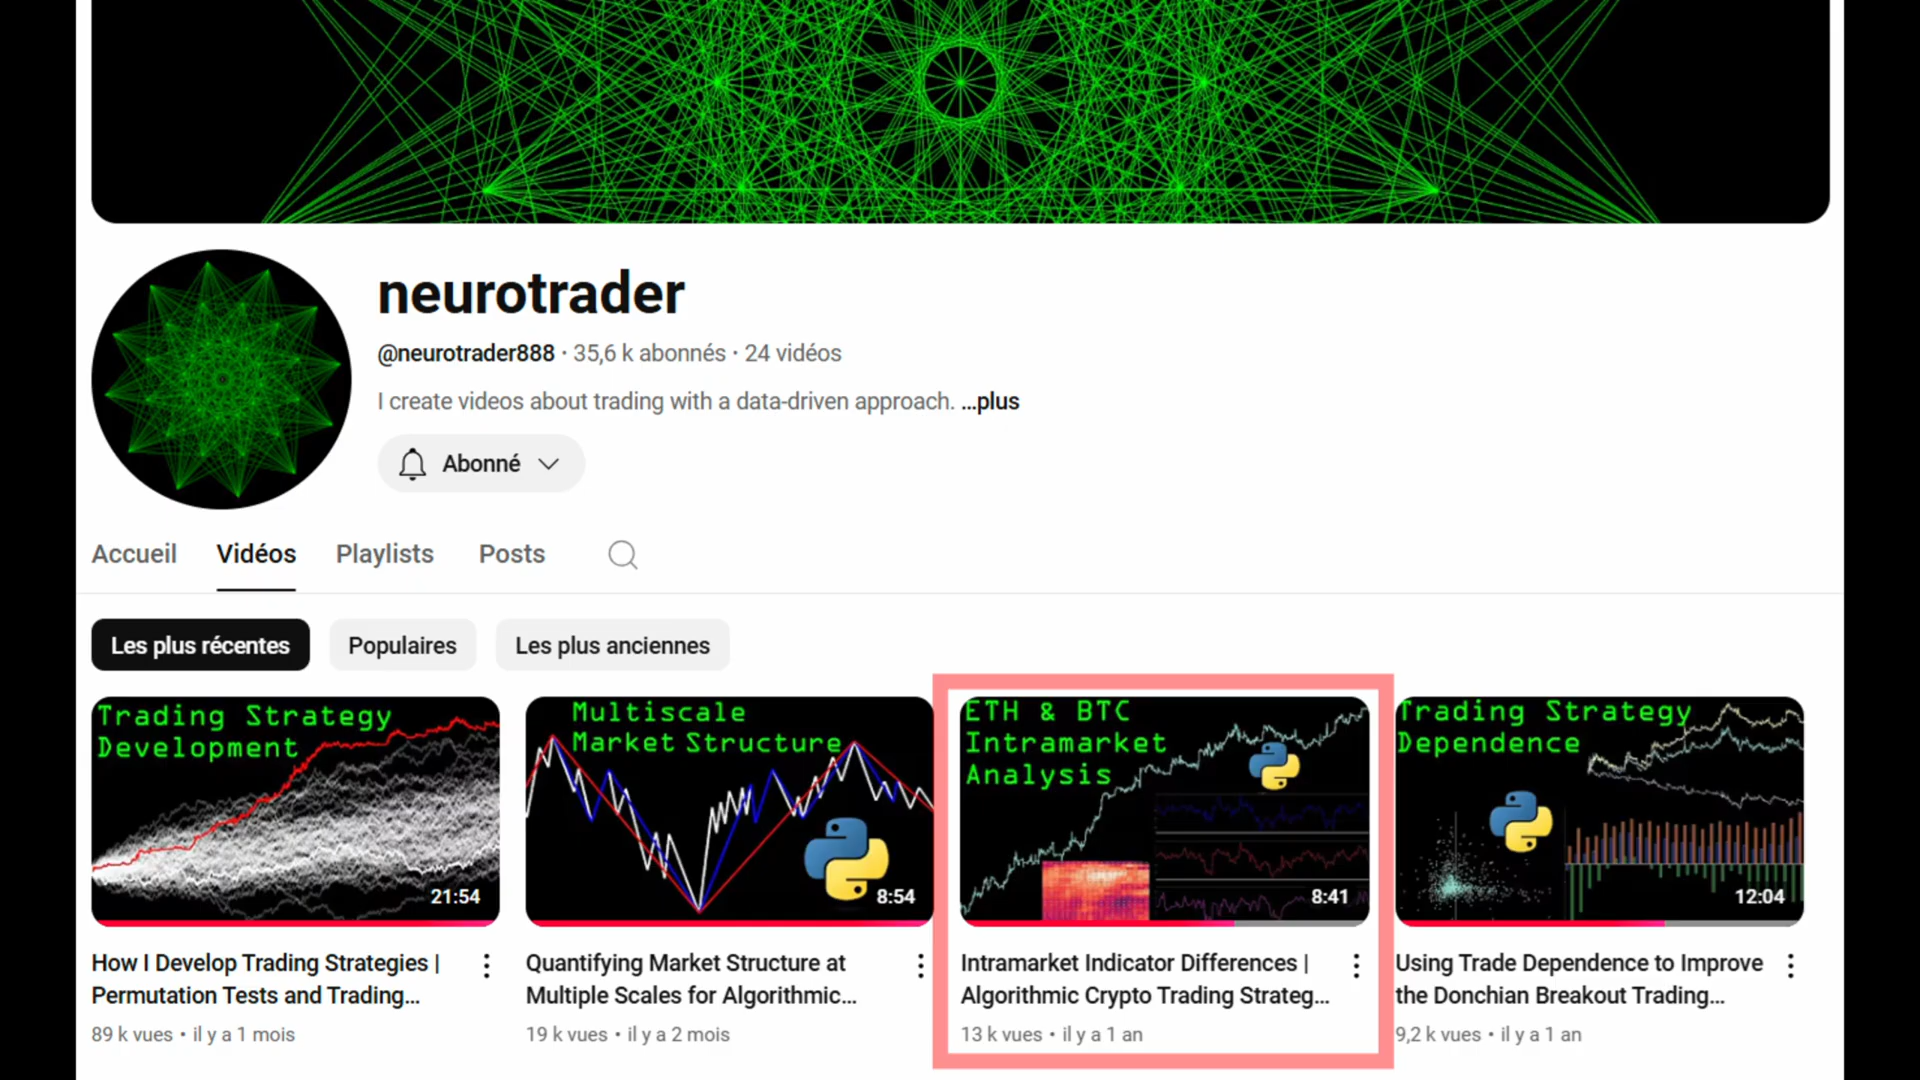 neurotrader
@neurotrader888 · 35,6 k abonnés · 24 vidéos
I create videos about trading with a data-driven approach. ...plus
Abonné
Accueil Vidéos Playlists Posts
Les plus récentes Populaires Les plus anciennes
Trading Strategy
Development
21:54
How I Develop Trading Strategies |
Permutation Tests and Trading...
89 k vues • il y a 1 mois
Multiscale
Market Structure
8:54
Quantifying Market Structure at
Multiple Scales for Algorithmic...
19 k vues • il y a 2 mois
ETH & BTC
Intramarket
Analysis
8:41
Intramarket Indicator Differences |
Algorithmic Crypto Trading Strateg...
13 k vues • il y a 1 an
Trading Strategy
Dependence
12:04
Using Trade Dependence to Improve
the Donchian Breakout Trading...
9,2 k vues • il y a 1 an